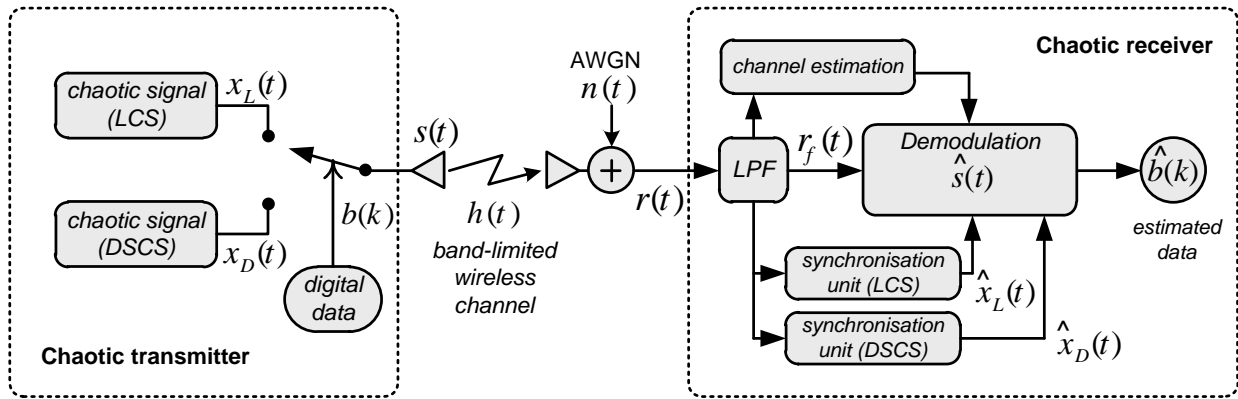 chaotic signal
(LCS)
x_L(t)
chaotic signal
(DSCS)
x_D(t)
b(k)
digital
data
Chaotic transmitter
s(t)
h(t)
band-limited
wireless
channel
AWGN
n(t)
+
r(t)
Chaotic receiver
channel estimation
LPF
r_f(t)
Demodulation
ŝ(t)
b̂(k)
estimated
data
synchronisation
unit (LCS)
x̂_L(t)
synchronisation
unit (DSCS)
x̂_D(t)